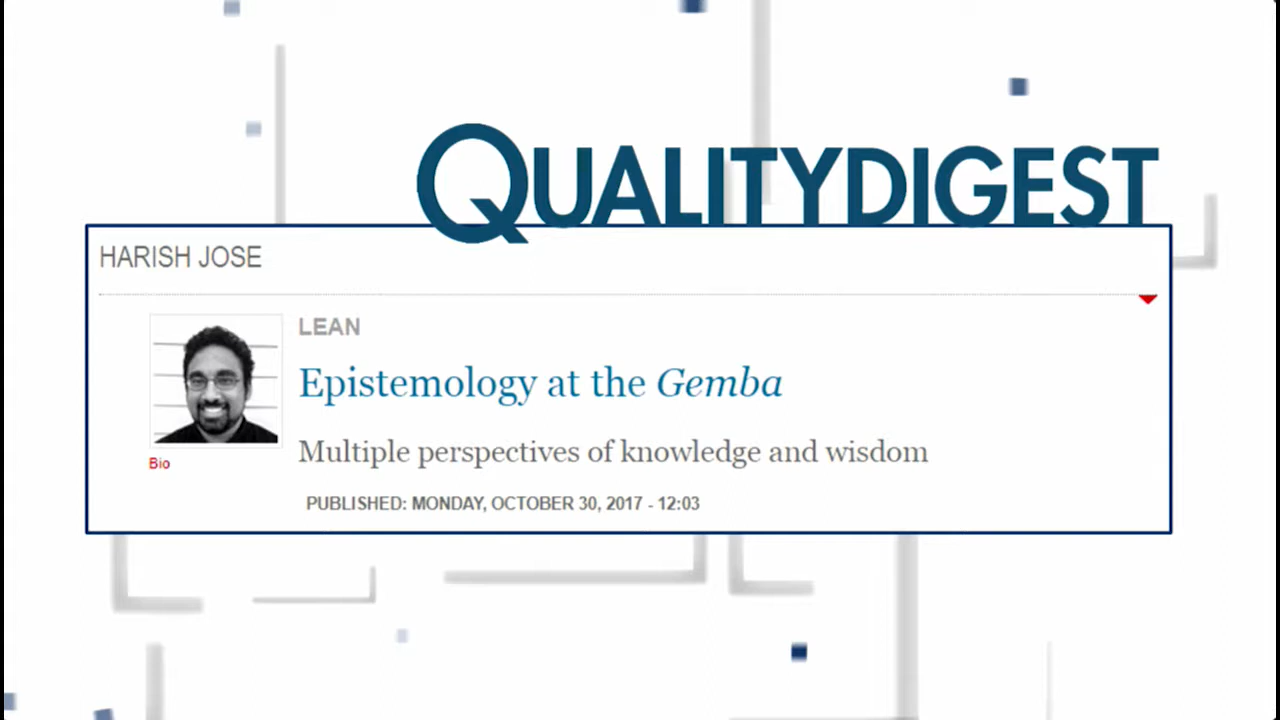 QUALITYDIGEST
HARISH JOSE
LEAN
Epistemology at the Gemba
Multiple perspectives of knowledge and wisdom
Bio
PUBLISHED: MONDAY, OCTOBER 30, 2017 - 12:03